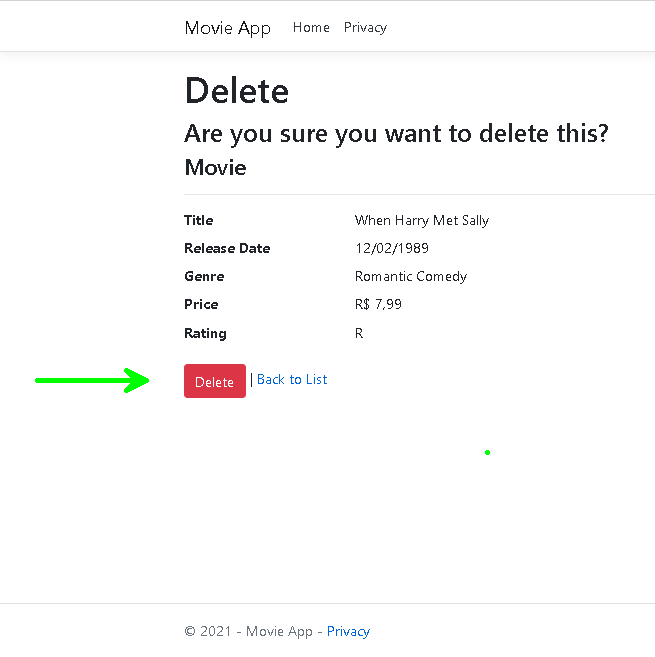 Movie App Home Privacy
Delete
Are you sure you want to delete this?
Movie
Title When Harry Met Sally
Release Date 12/02/1989
Genre Romantic Comedy
Price R$ 7,99
Rating R
Delete | Back to List
© 2021 - Movie App - Privacy